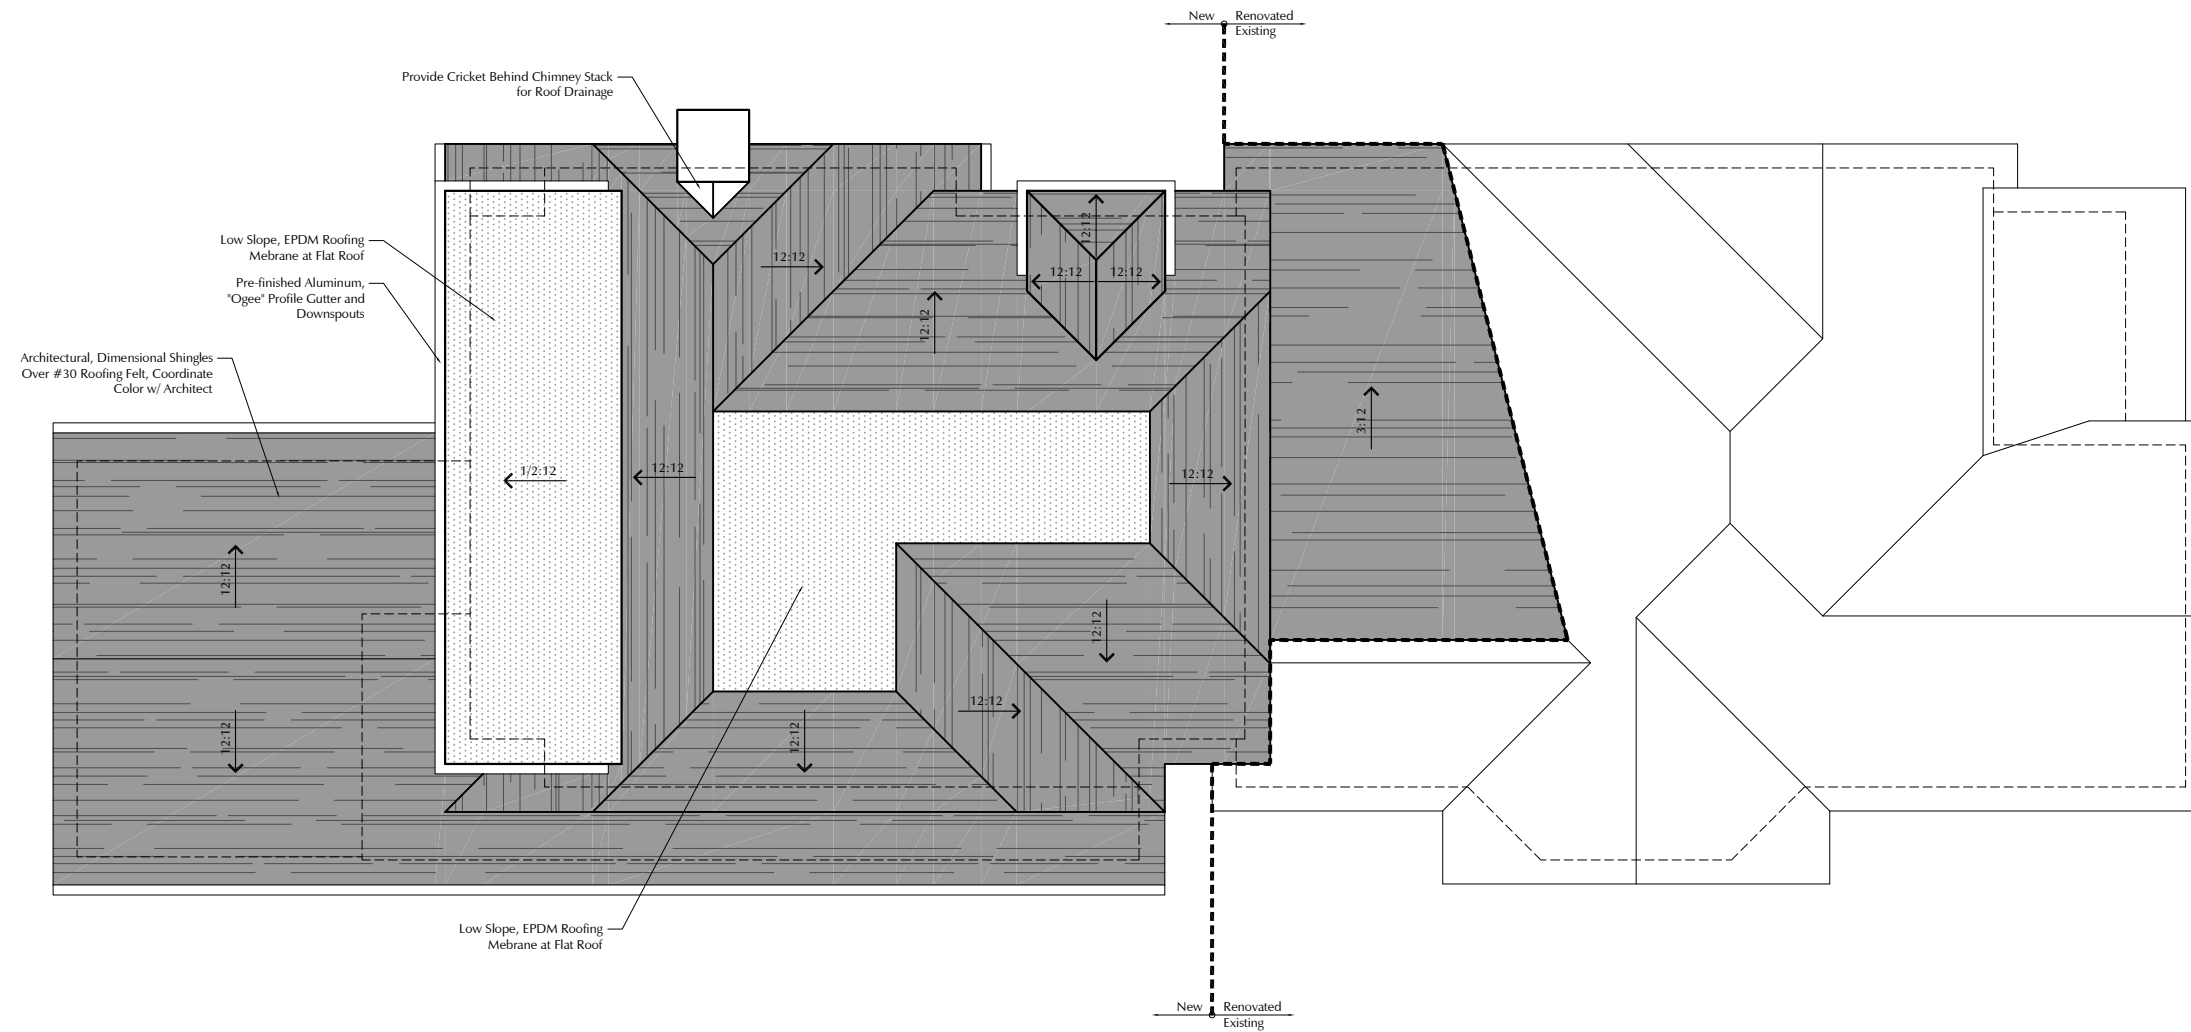 New Renovated
Existing
Provide Cricket Behind Chimney Stack
for Roof Drainage
12:12
12:12
12:12
12:12
Low Slope, EPDM Roofing
Mebrane at Flat Roof
Pre-finished Aluminum,
"Ogee" Profile Gutter and
Downspouts
12:12
Architectural, Dimensional Shingles
Over #30 Roofing Felt, Coordinate
Color w/ Architect
3:12
1/2:12
12:12
12:12
12:12
12:12
12:12
12:12
12:12
Low Slope, EPDM Roofing
Mebrane at Flat Roof
New Renovated
Existing